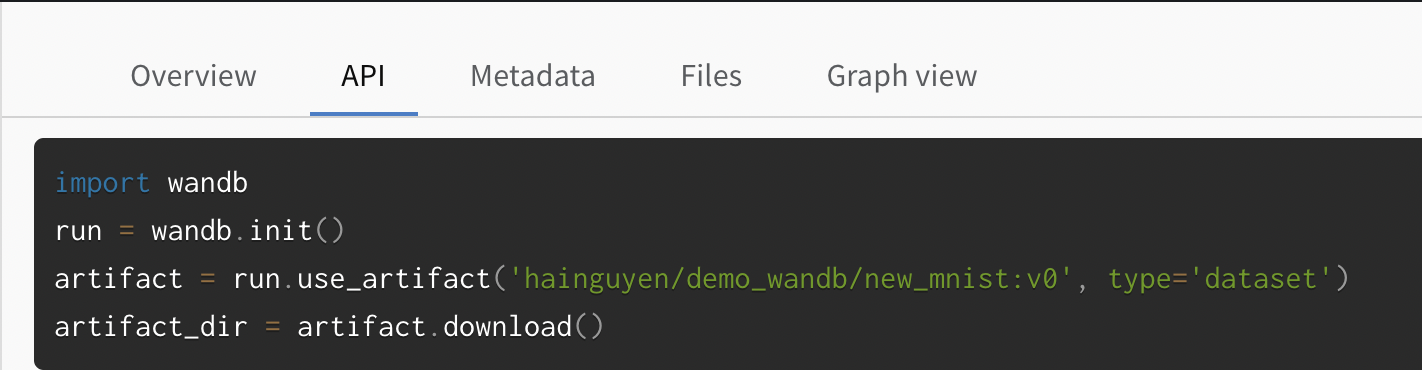 Overview API Metadata Files Graph view
import wandb
run = wandb.init()
artifact = run.use_artifact('hainguyen/demo_wandb/new_mnist:v0', type='dataset')
artifact_dir = artifact.download()